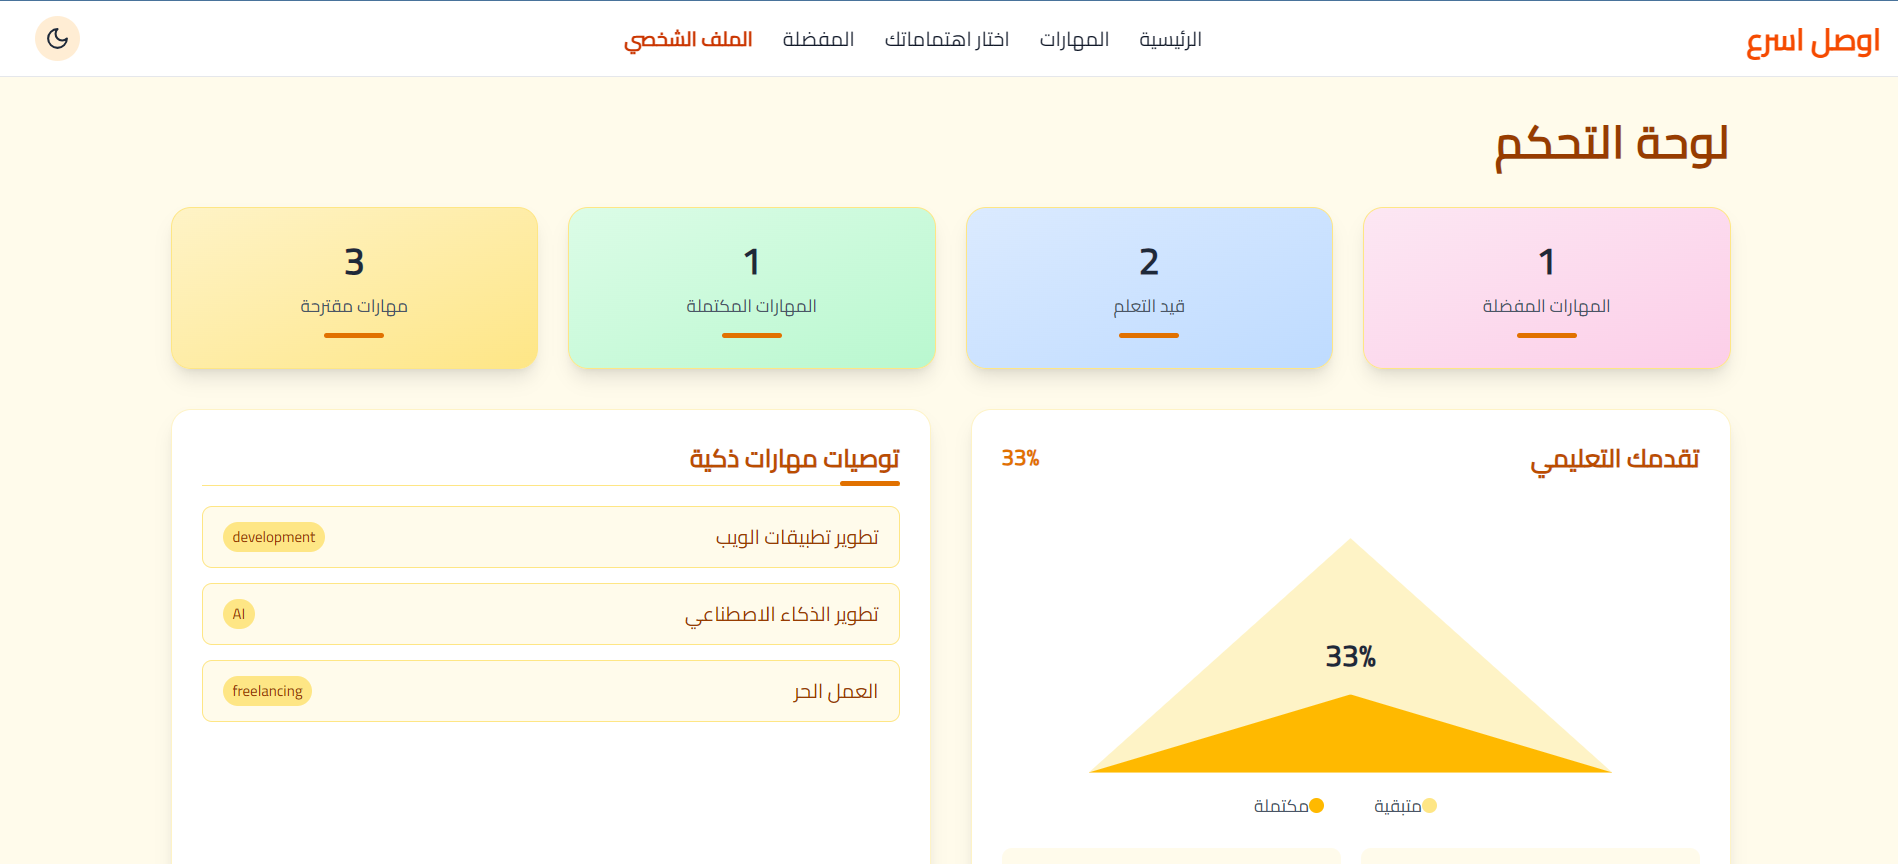 اوصل اسرع
الرئيسية
المهارات
اختار اهتماماتك
المفضلة
الملف الشخصي
لوحة التحكم
1
المهارات المفضلة
2
قيد التعلم
1
المهارات المكتملة
3
مهارات مقترحة
تقدمك التعليمي
33%
33%
متبقية
مكتملة
توصيات مهارات ذكية
تطوير تطبيقات الويب
development
تطوير الذكاء الاصطناعي
AI
العمل الحر
freelancing